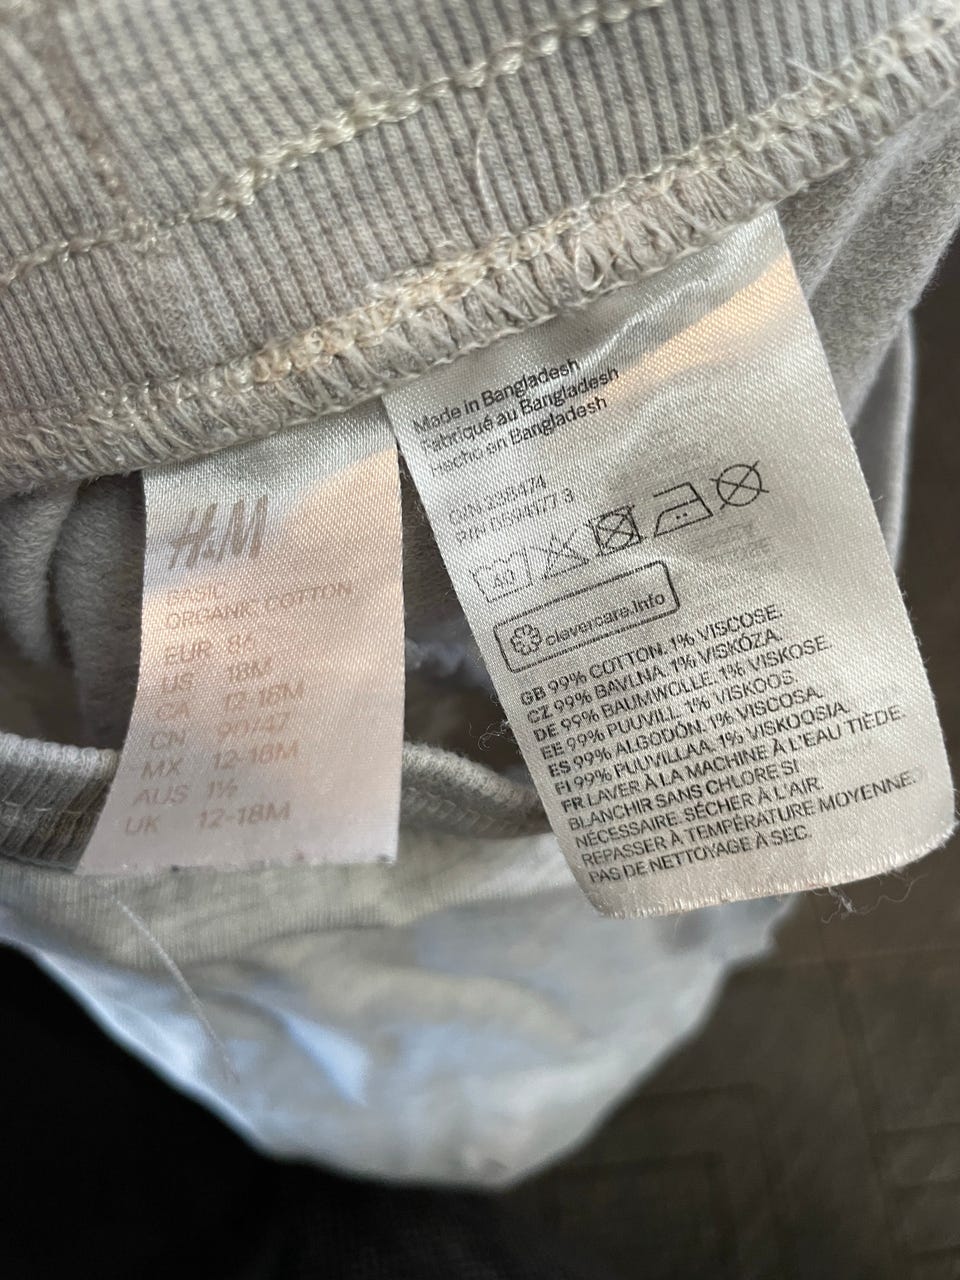 H&M
BASIC
ORGANIC COTTON
EUR 86
US 18M
CA 12-18M
CN 90/47
MX 12-18M
AUS 1½
UK 12-18M
Made in Bangladesh
Fabriqué au Bangladesh
Hecho en Bangladesh
40
clevercare.info
GB 99% COTTON. 1% VISCOSE.
CZ 99% BAVLNA. 1% VISKÓZA.
DE 99% BAUMWOLLE. 1% VISKOSE.
EE 99% PUUVILL. 1% VISKOOS.
ES 99% ALGODÓN. 1% VISCOSA.
FI 99% PUUVILLAA. 1% VISKOOSIA.
FR LAVER À LA MACHINE À L'EAU TIÈDE.
BLANCHIR SANS CHLORE SI
NÉCESSAIRE. SÉCHER À L'AIR.
REPASSER À TEMPÉRATURE MOYENNE.
PAS DE NETTOYAGE À SEC.